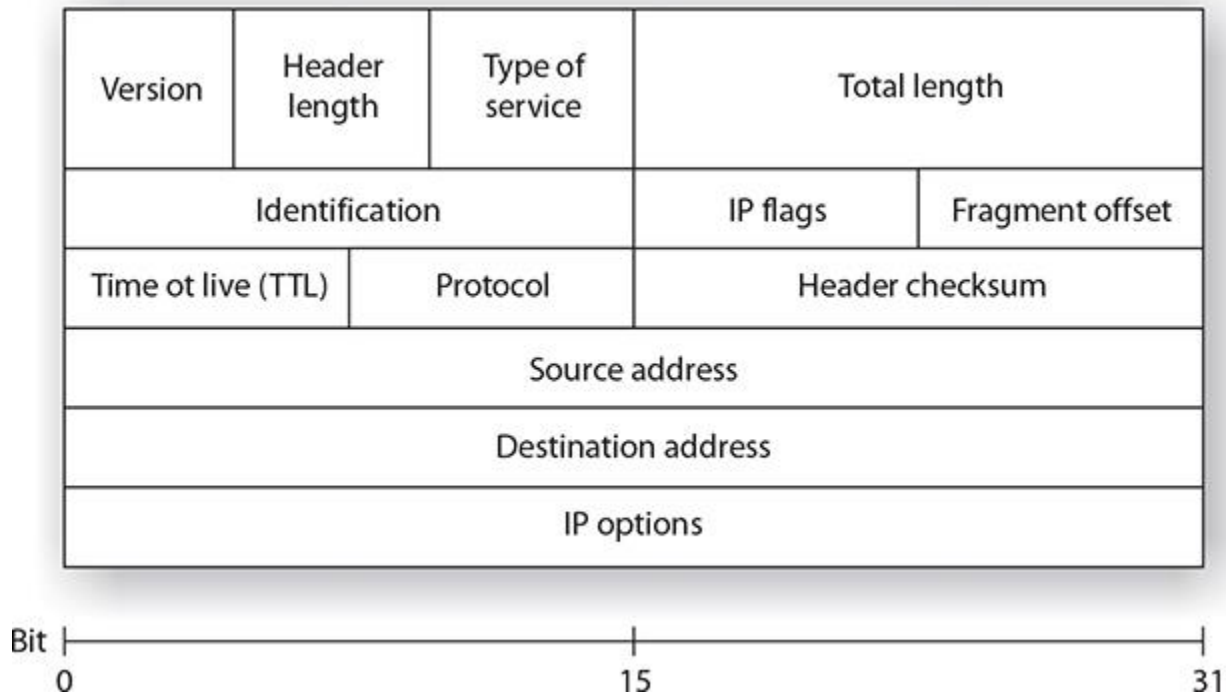 Version
Header
length
Type of
service
Total length
Identification
IP flags
Fragment offset
Time ot live (TTL)
Protocol
Header checksum
Source address
Destination address
IP options
Bit
0
15
31